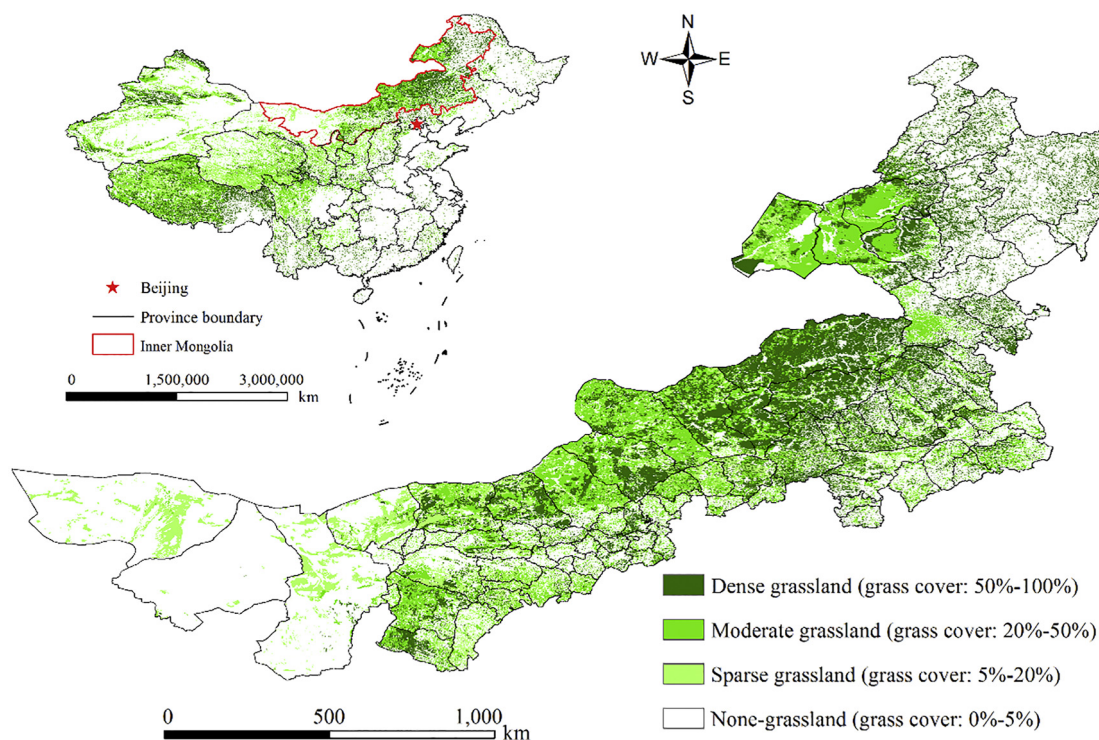 N
W E
S
Beijing
Province boundary
Inner Mongolia
0 1,500,000 3,000,000
km
Dense grassland (grass cover: 50%-100%)
Moderate grassland (grass cover: 20%-50%)
Sparse grassland (grass cover: 5%-20%)
None-grassland (grass cover: 0%-5%)
0 500 1,000
km